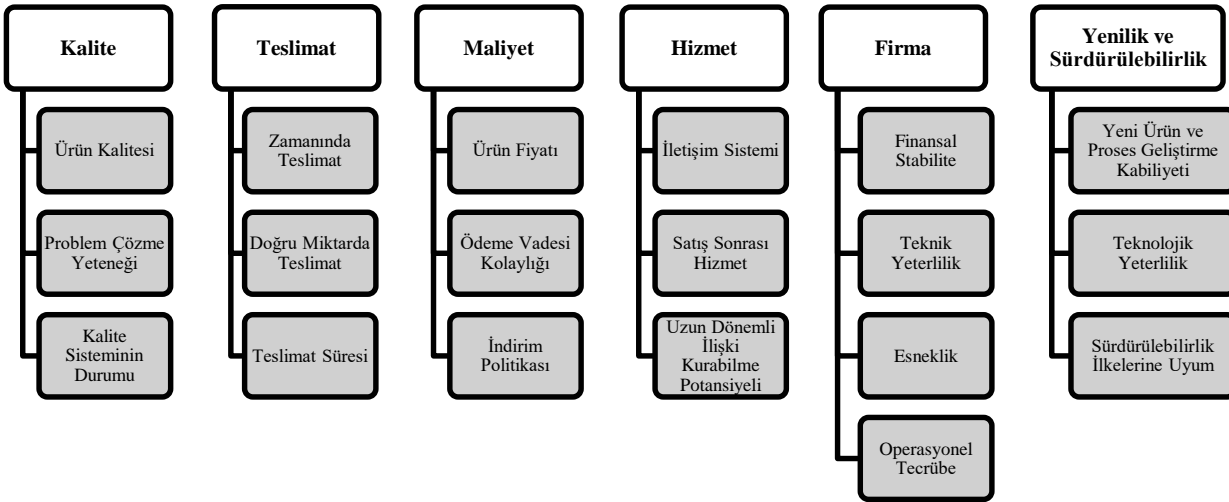 Kalite
Ürün Kalitesi
Problem Çözme
Yeteneği
Kalite
Sisteminin
Durumu
Teslimat
Zamanında
Teslimat
Doğru Miktarda
Teslimat
Teslimat Süresi
Maliyet
Ürün Fiyatı
Ödeme Vadesi
Kolaylığı
İndirim
Politikası
Hizmet
İletişim Sistemi
Satış Sonrası
Hizmet
Uzun Dönemli
İlişki
Kurabilme
Potansiyeli
Firma
Finansal
Stabilite
Teknik
Yeterlilik
Esneklik
Operasyonel
Tecrübe
Yenilik ve
Sürdürülebilirlik
Yeni Ürün ve
Proses Geliştirme
Kabiliyeti
Teknolojik
Yeterlilik
Sürdürülebilirlik
İlkelerine Uyum